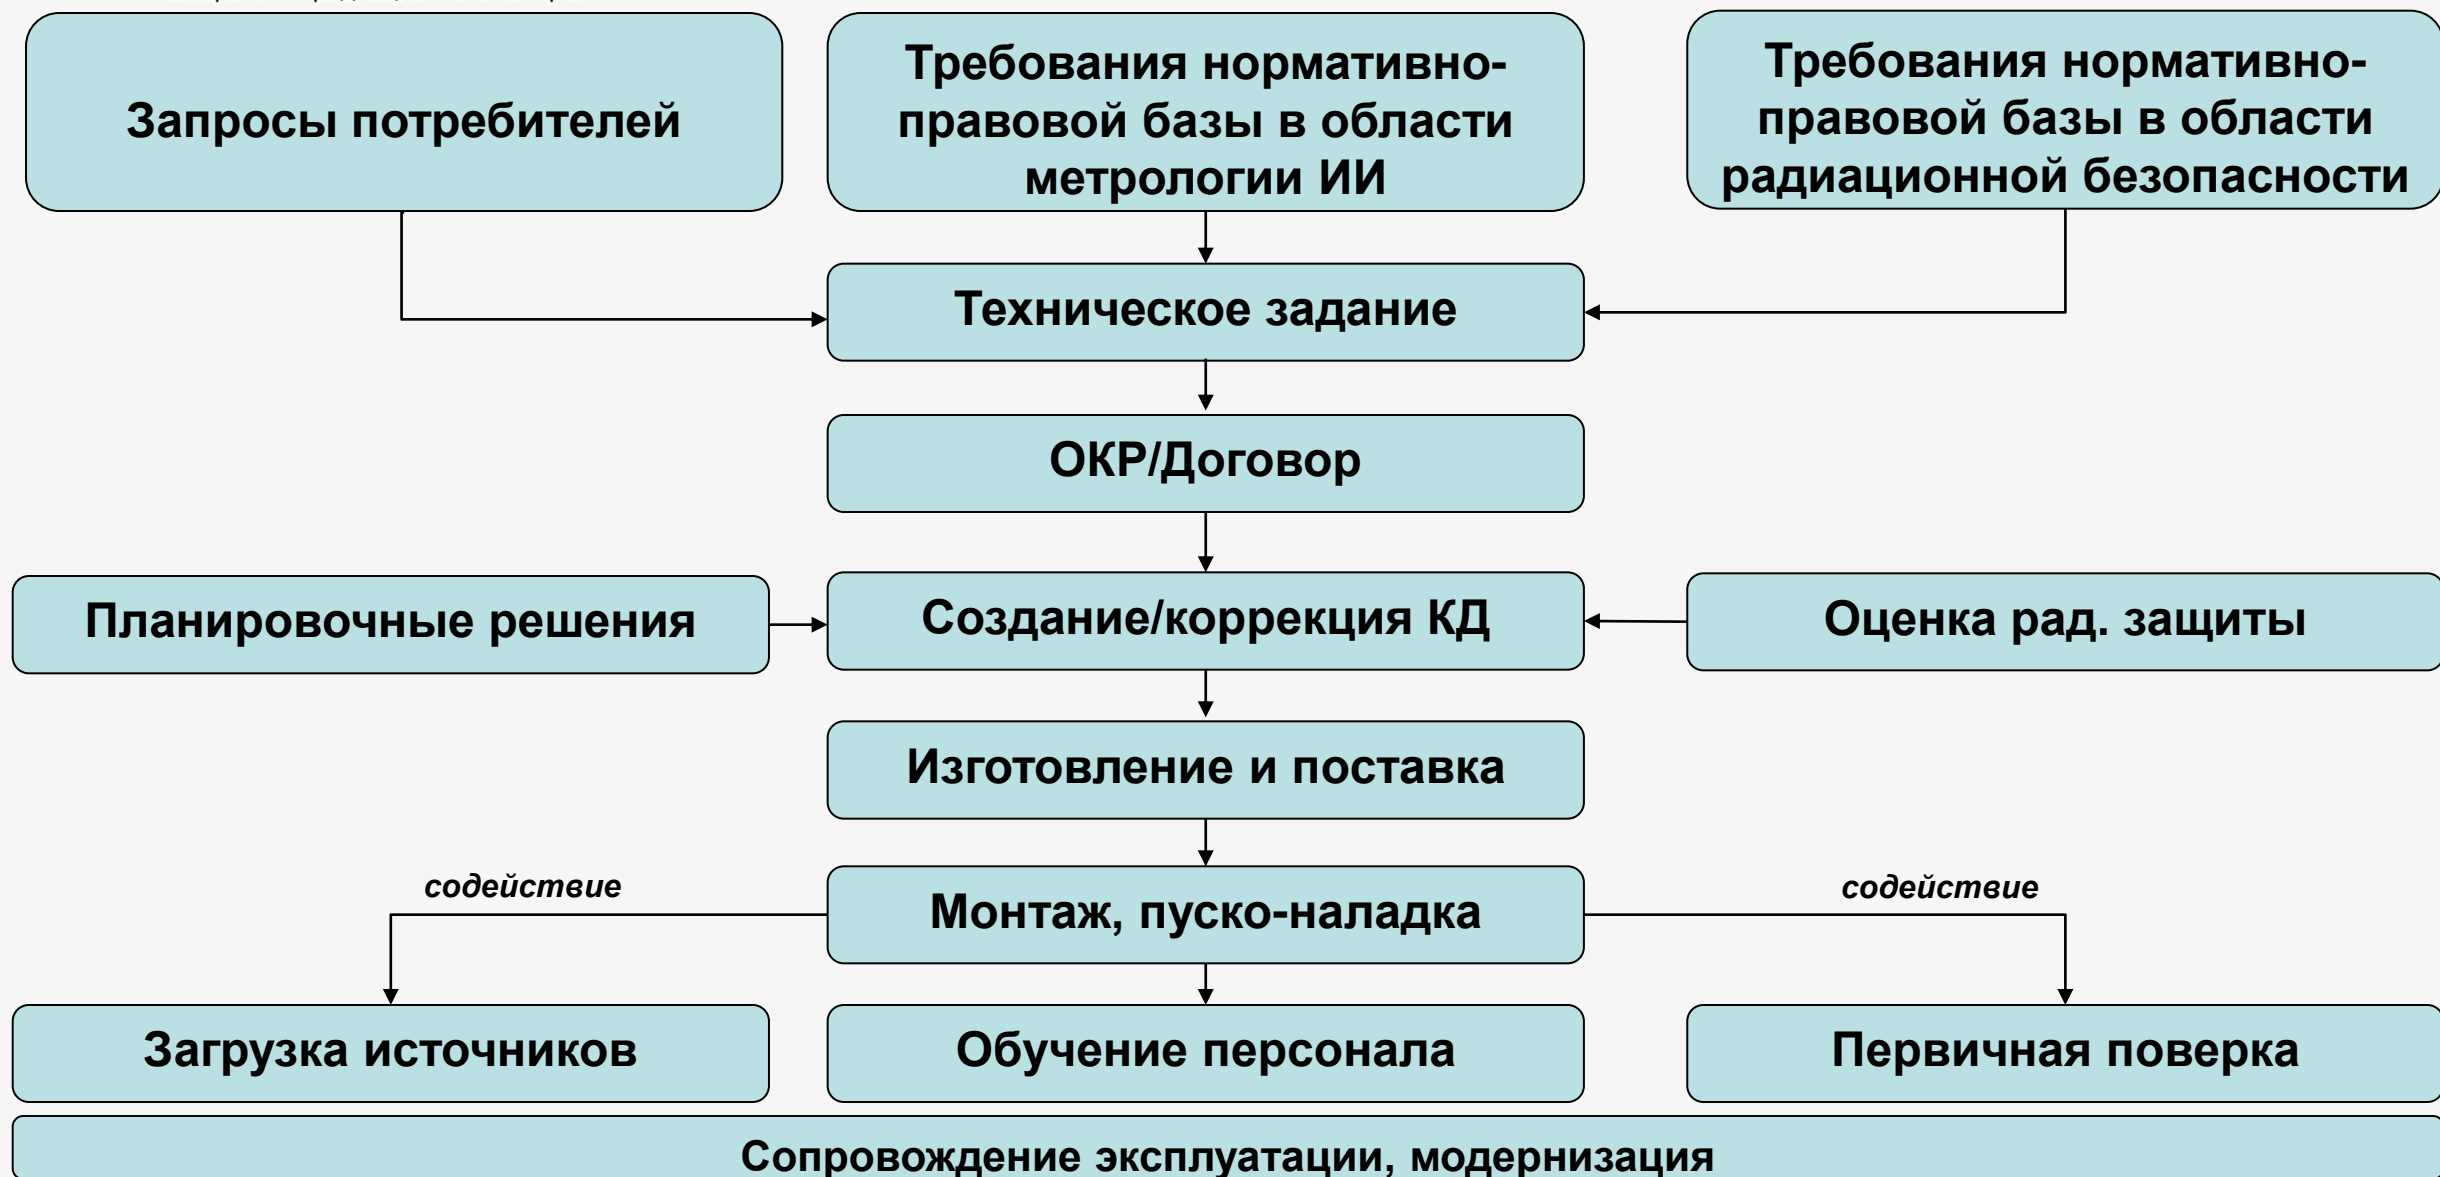 Запросы потребителей
Требования нормативно-
правовой базы в области
метрологии ИИ
Требования нормативно-
правовой базы в области
радиационной безопасности
Техническое задание
ОКР/Договор
Планировочные решения
Создание/коррекция КД
Оценка рад. защиты
Изготовление и поставка
содействие
Монтаж, пуско-наладка
содействие
Загрузка источников
Обучение персонала
Первичная поверка
Сопровождение эксплуатации, модернизация